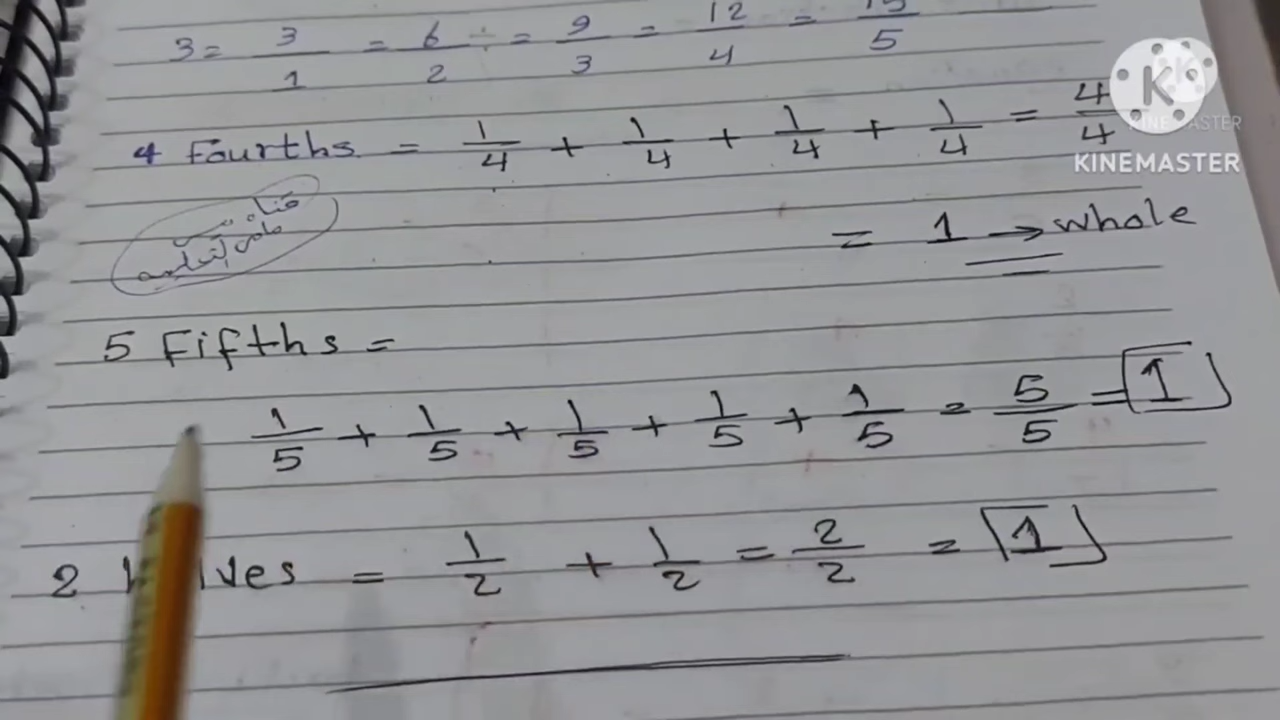 3 = 3/1 = 6/2 ÷ = 9/3 = 12/4 = 15/5
4 Fourths = 1/4 + 1/4 + 1/4 + 1/4 = 4/4
= 1 → whole
5 Fifths =
1/5 + 1/5 + 1/5 + 1/5 + 1/5 = 5/5 = 1
2 = 1/2 + 1/2 = 2/2 = 1
K
KINEMASTER
KINEMASTER